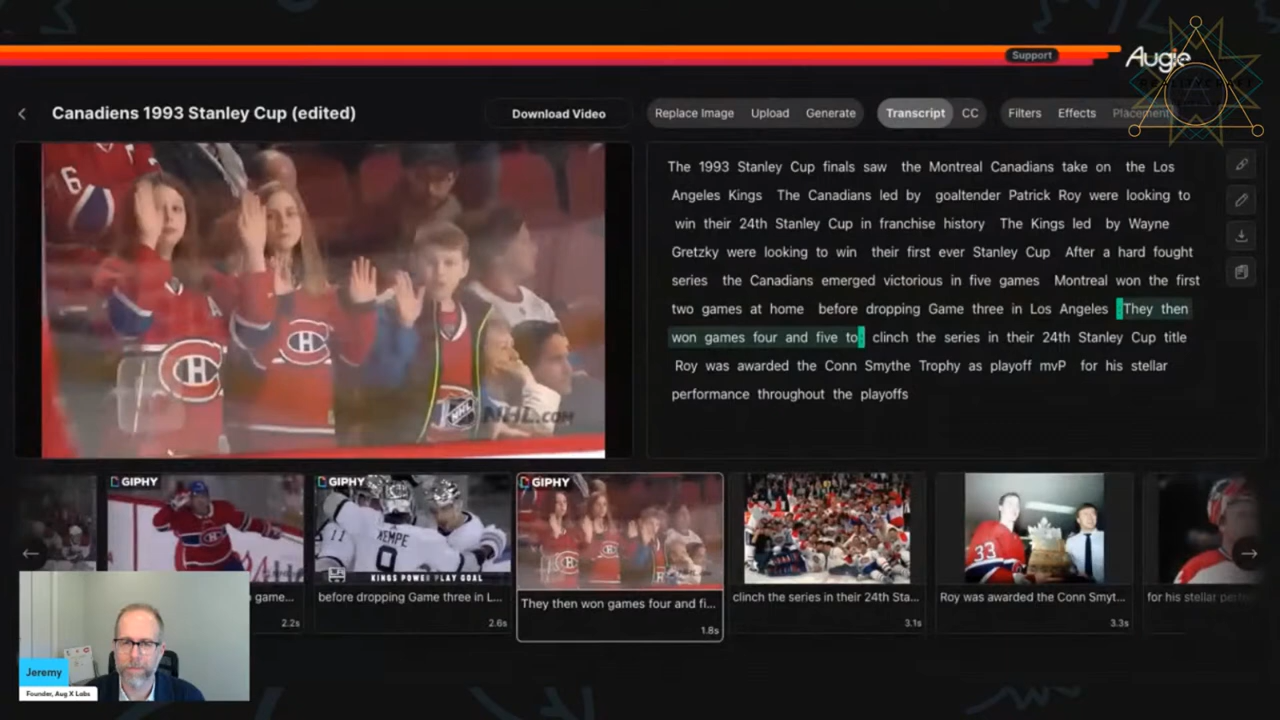 Support
Augie
Canadiens 1993 Stanley Cup (edited)
Download Video
Replace Image
Upload
Generate
Transcript
CC
Filters
Effects
Placement
The 1993 Stanley Cup finals saw the Montreal Canadians take on the Los
Angeles Kings The Canadians led by goaltender Patrick Roy were looking to
win their 24th Stanley Cup in franchise history The Kings led by Wayne
Gretzky were looking to win their first ever Stanley Cup After a hard fought
series the Canadians emerged victorious in five games Montreal won the first
two games at home before dropping Game three in Los Angeles They then
won games four and five to clinch the series in their 24th Stanley Cup title
Roy was awarded the Conn Smythe Trophy as playoff mvP for his stellar
performance throughout the playoffs
6
NHL.COM
GIPHY
GIPHY
GIPHY
11
KEMPE
9
KINGS POWER PLAY GOAL
33
game...
2.2s
before dropping Game three in L...
2.6s
They then won games four and fi...
1.8s
clinch the series in their 24th Sta...
3.1s
Roy was awarded the Conn Smyt...
3.3s
for his stellar
Jeremy
Founder, Aug X Labs